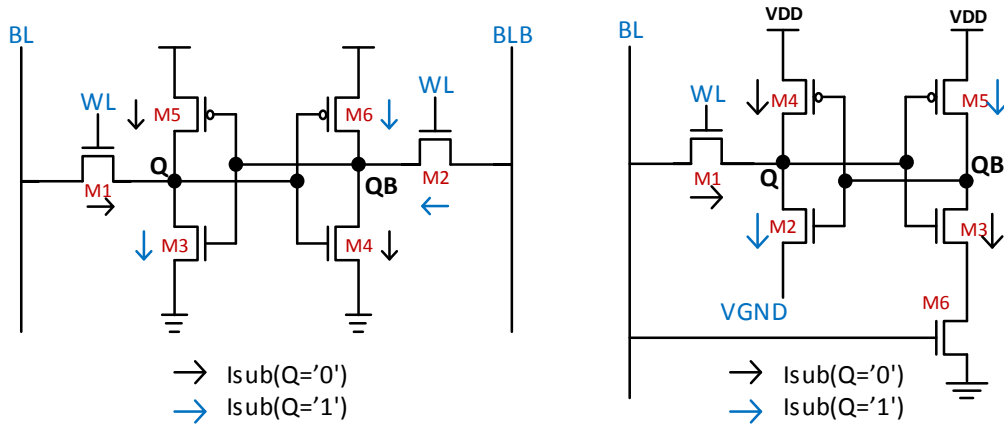 BL
BLB
WL
M5
M6
WL
Q
QB
M1
M2
M3
M4
Isub(Q='0')
Isub(Q='1')
BL
VDD
VDD
WL
M4
M5
Q
QB
M1
M2
M3
VGND
M6
Isub(Q='0')
Isub(Q='1')